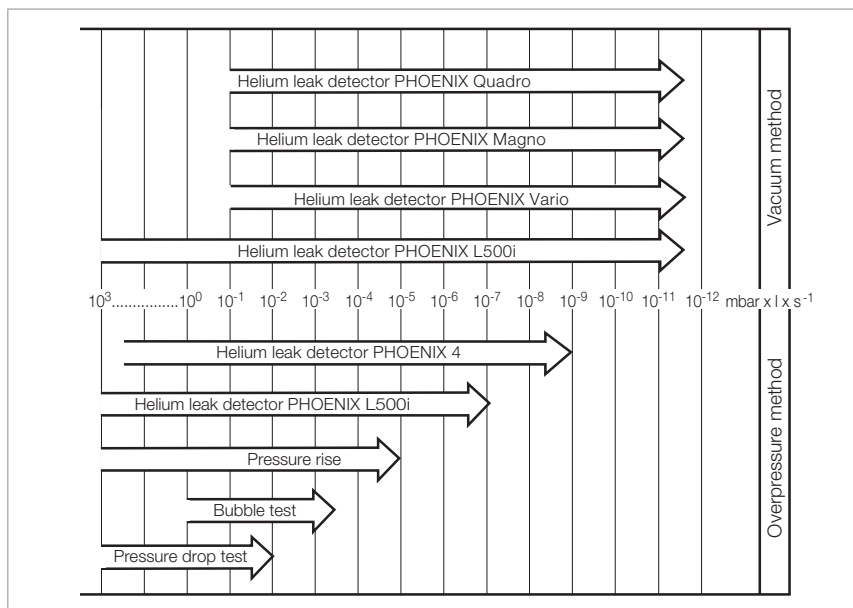 Helium leak detector PHOENIX Quadro
Helium leak detector PHOENIX Magno
Helium leak detector PHOENIX Vario
Helium leak detector PHOENIX L500i
Vacuum method
10³................10⁰ 10⁻¹ 10⁻² 10⁻³ 10⁻⁴ 10⁻⁵ 10⁻⁶ 10⁻⁷ 10⁻⁸ 10⁻⁹ 10⁻¹⁰ 10⁻¹¹ 10⁻¹² mbar x l x s⁻¹
Helium leak detector PHOENIX 4
Helium leak detector PHOENIX L500i
Pressure rise
Bubble test
Pressure drop test
Overpressure method